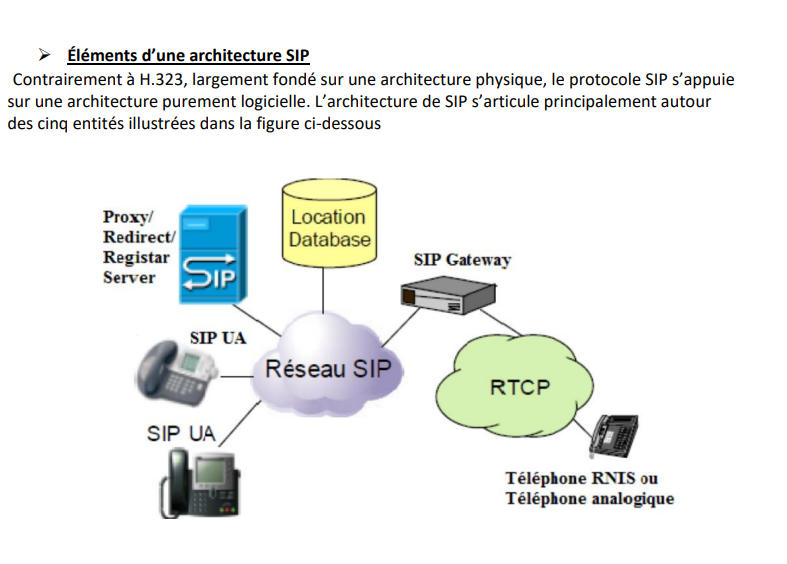 ➢ Éléments d’une architecture SIP
Contrairement à H.323, largement fondé sur une architecture physique, le protocole SIP s’appuie
sur une architecture purement logicielle. L’architecture de SIP s’articule principalement autour
des cinq entités illustrées dans la figure ci-dessous
Proxy/
Redirect/
Registar
Server
SIP
Location
Database
SIP Gateway
SIP UA
Réseau SIP
RTCP
SIP UA
Téléphone RNIS ou
Téléphone analogique